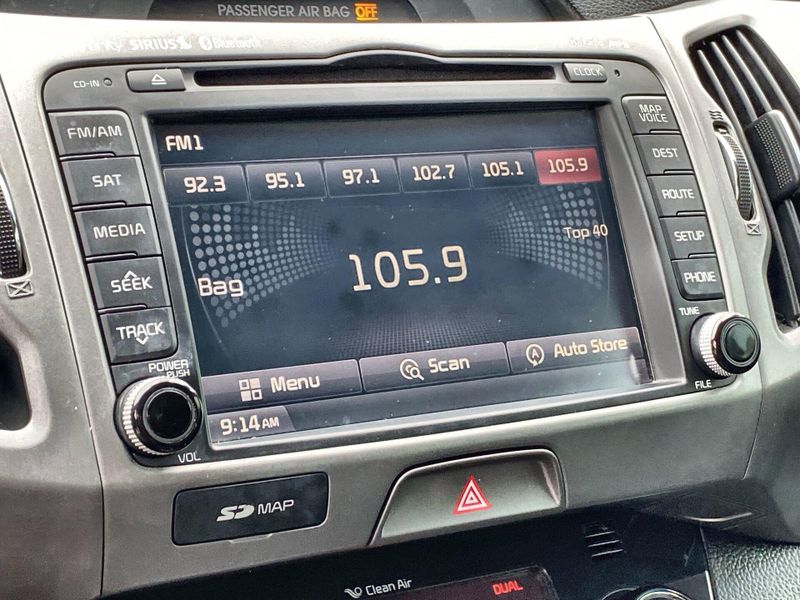 PASSENGER AIR BAG OFF
SIRIUS Bluetooth
CD-IN
CLOCK
FM/AM
SAT
MEDIA
SEEK
TRACK
POWER
PUSH
VOL
FM1
92.3 95.1 97.1 102.7 105.1 105.9
Top 40
Bag
105.9
Menu Scan Auto Store
9:14 AM
MAP
VOICE
DEST
ROUTE
SETUP
PHONE
TUNE
FILE
SD MAP
Clean Air
DUAL